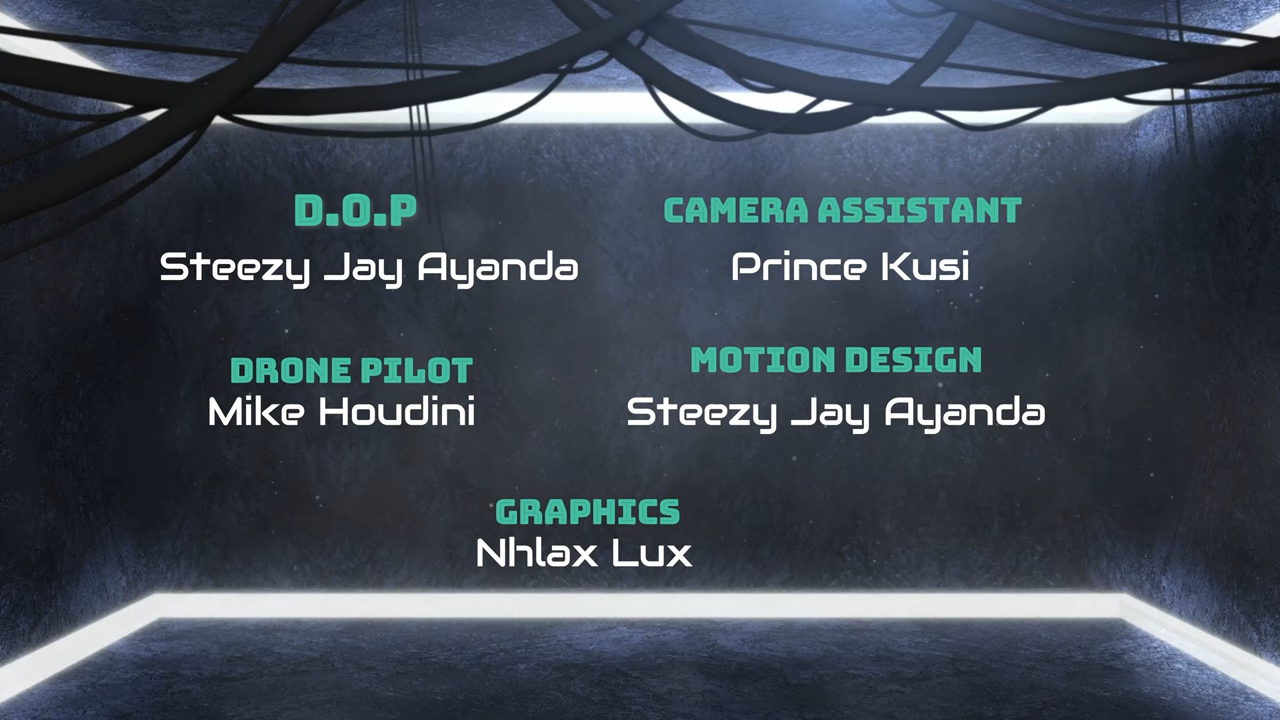 D.O.P
Steezy Jay Ayanda
CAMERA ASSISTANT
Prince Kusi
DRONE PILOT
Mike Houdini
MOTION DESIGN
Steezy Jay Ayanda
GRAPHICS
Nhlax Lux